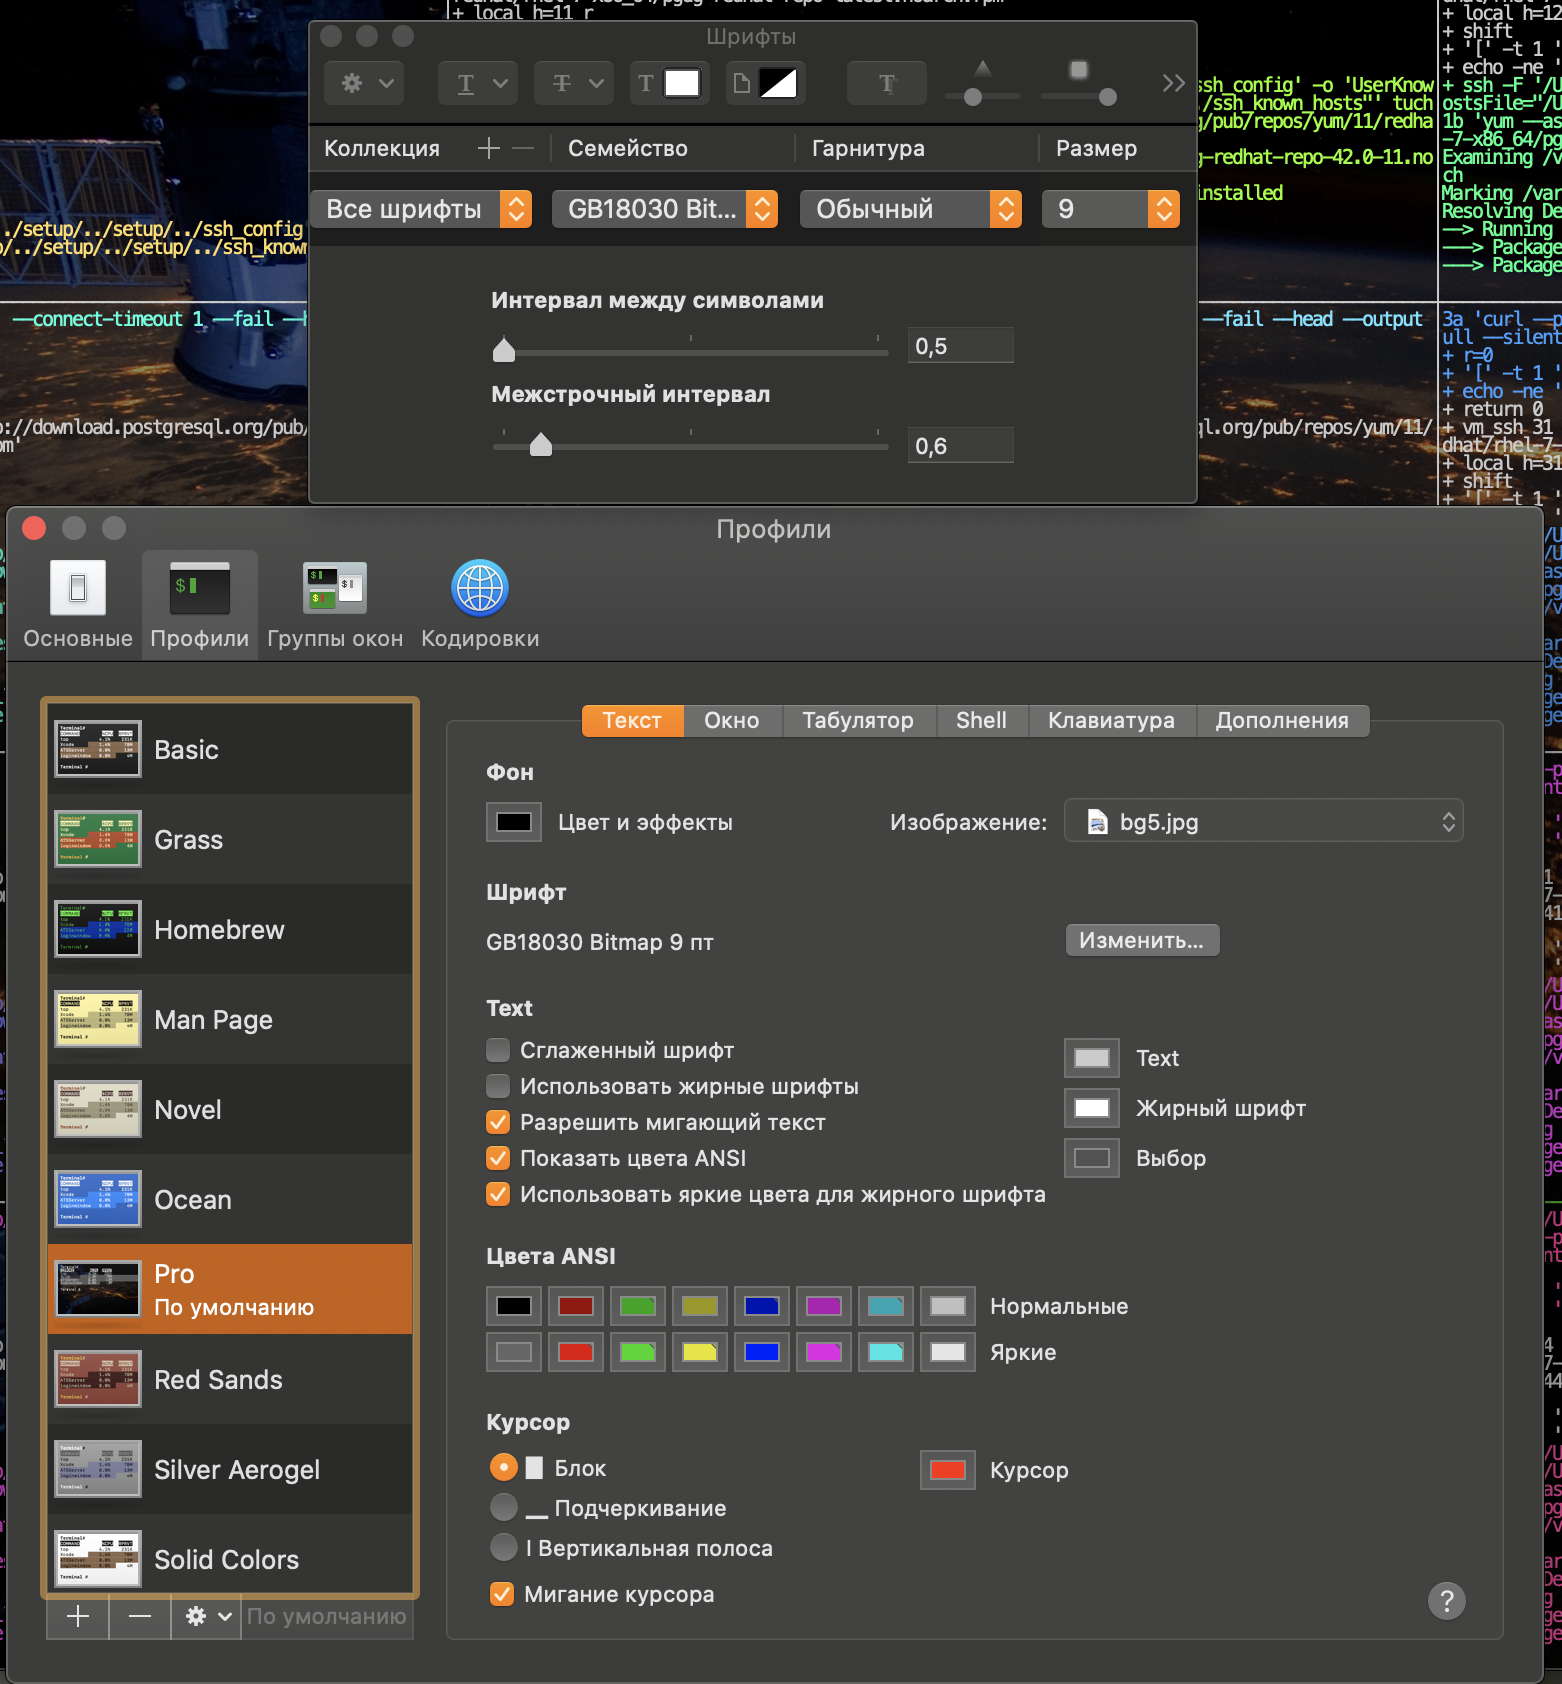 + local h=11 r
Шрифты
Коллекция
Семейство
Гарнитура
Размер
Все шрифты
GB18030 Bit...
Обычный
9
Интервал между символами
0,5
Межстрочный интервал
0,6
../setup/../setup/../ssh_config
/../setup/../setup/../ssh_know
--connect-timeout 1 --fail --
://download.postgresql.org/pub/
om'
ssh_config' -o 'UserKnow
./ssh_known_hosts"' tuch
g/pub/repos/yum/11/redha
g-redhat-repo-42.0-11.no
installed
--fail --head --output
ql.org/pub/repos/yum/11/
+ local h=12
+ shift
+ '[' -t 1 '
+ echo -ne '
+ ssh -F '/U
ostsFile="/U
1b 'yum --as
-7-x86_64/pg
Examining /v
ch
Marking /var
Resolving De
--> Running
---> Package
---> Package
3a 'curl --p
ull --silent
+ r=0
+ '[' -t 1 '
+ echo -ne '
+ return 0
+ vm ssh 31
dhat/rhel-7-
+ local h=31
+ shift
+ '[' -t 1 '
Профили
Основные
Профили
Группы окон
Кодировки
Basic
Grass
Homebrew
Man Page
Novel
Ocean
Pro
По умолчанию
Red Sands
Silver Aerogel
Solid Colors
По умолчанию
Текст
Окно
Табулятор
Shell
Клавиатура
Дополнения
Фон
Цвет и эффекты
Изображение:
bg5.jpg
Шрифт
GB18030 Bitmap 9 пт
Изменить...
Text
Сглаженный шрифт
Использовать жирные шрифты
Разрешить мигающий текст
Показать цвета ANSI
Использовать яркие цвета для жирного шрифта
Text
Жирный шрифт
Выбор
Цвета ANSI
Нормальные
Яркие
Курсор
Блок
Подчеркивание
Вертикальная полоса
Мигание курсора
Курсор
?